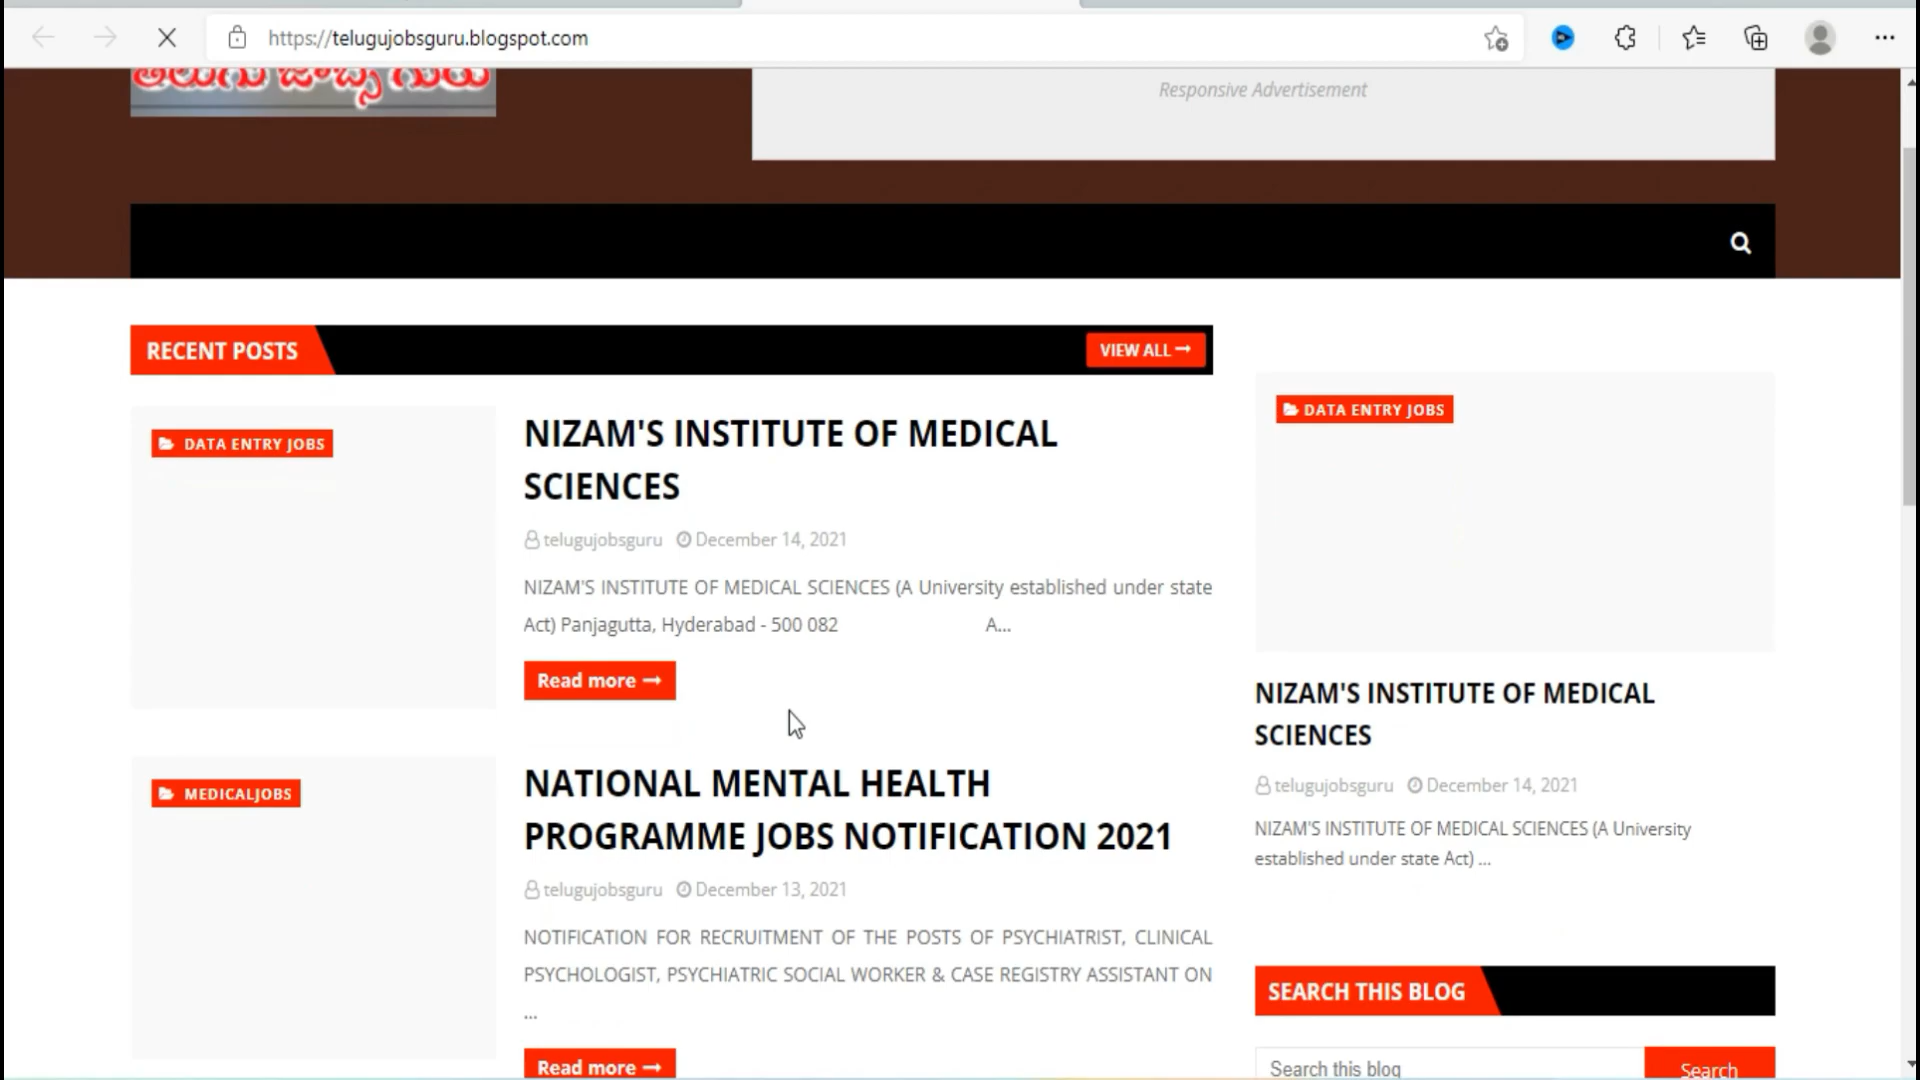 https://telugujobsguru.blogspot.com
తెలుగు జాబ్స్ గురు
Responsive Advertisement
RECENT POSTS
VIEW ALL
DATA ENTRY JOBS
NIZAM'S INSTITUTE OF MEDICAL
SCIENCES
telugujobsguru December 14, 2021
NIZAM'S INSTITUTE OF MEDICAL SCIENCES (A University established under state
Act) Panjagutta, Hyderabad - 500 082 A...
Read more
MEDICALJOBS
NATIONAL MENTAL HEALTH
PROGRAMME JOBS NOTIFICATION 2021
telugujobsguru December 13, 2021
NOTIFICATION FOR RECRUITMENT OF THE POSTS OF PSYCHIATRIST, CLINICAL
PSYCHOLOGIST, PSYCHIATRIC SOCIAL WORKER & CASE REGISTRY ASSISTANT ON
...
Read more
DATA ENTRY JOBS
NIZAM'S INSTITUTE OF MEDICAL
SCIENCES
telugujobsguru December 14, 2021
NIZAM'S INSTITUTE OF MEDICAL SCIENCES (A University
established under state Act) ...
SEARCH THIS BLOG
Search this blog
Search